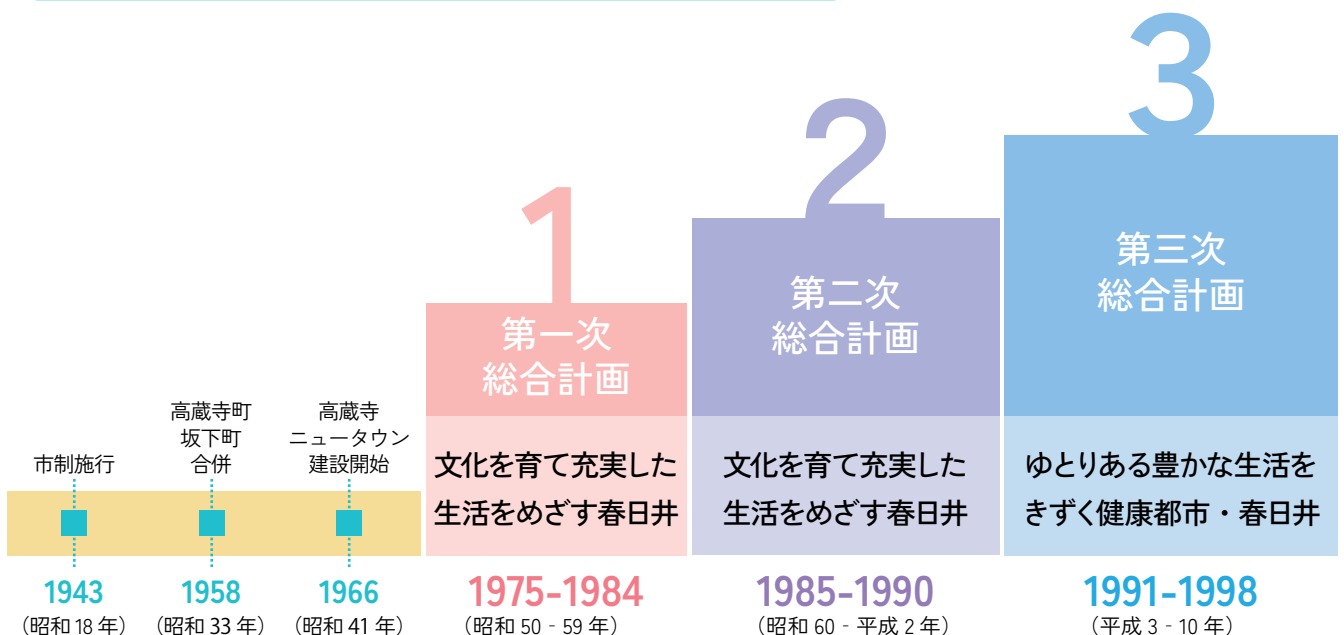 市制施行
1943
（昭和 18 年）
高蔵寺町
坂下町
合併
1958
（昭和 33 年）
高蔵寺
ニュータウン
建設開始
1966
（昭和 41 年）
1
第一次
総合計画
文化を育て充実した
生活をめざす春日井
1975-1984
（昭和 50 - 59 年）
2
第二次
総合計画
文化を育て充実した
生活をめざす春日井
1985-1990
（昭和 60 - 平成 2 年）
3
第三次
総合計画
ゆとりある豊かな生活を
きずく健康都市・春日井
1991-1998
（平成 3 - 10 年）